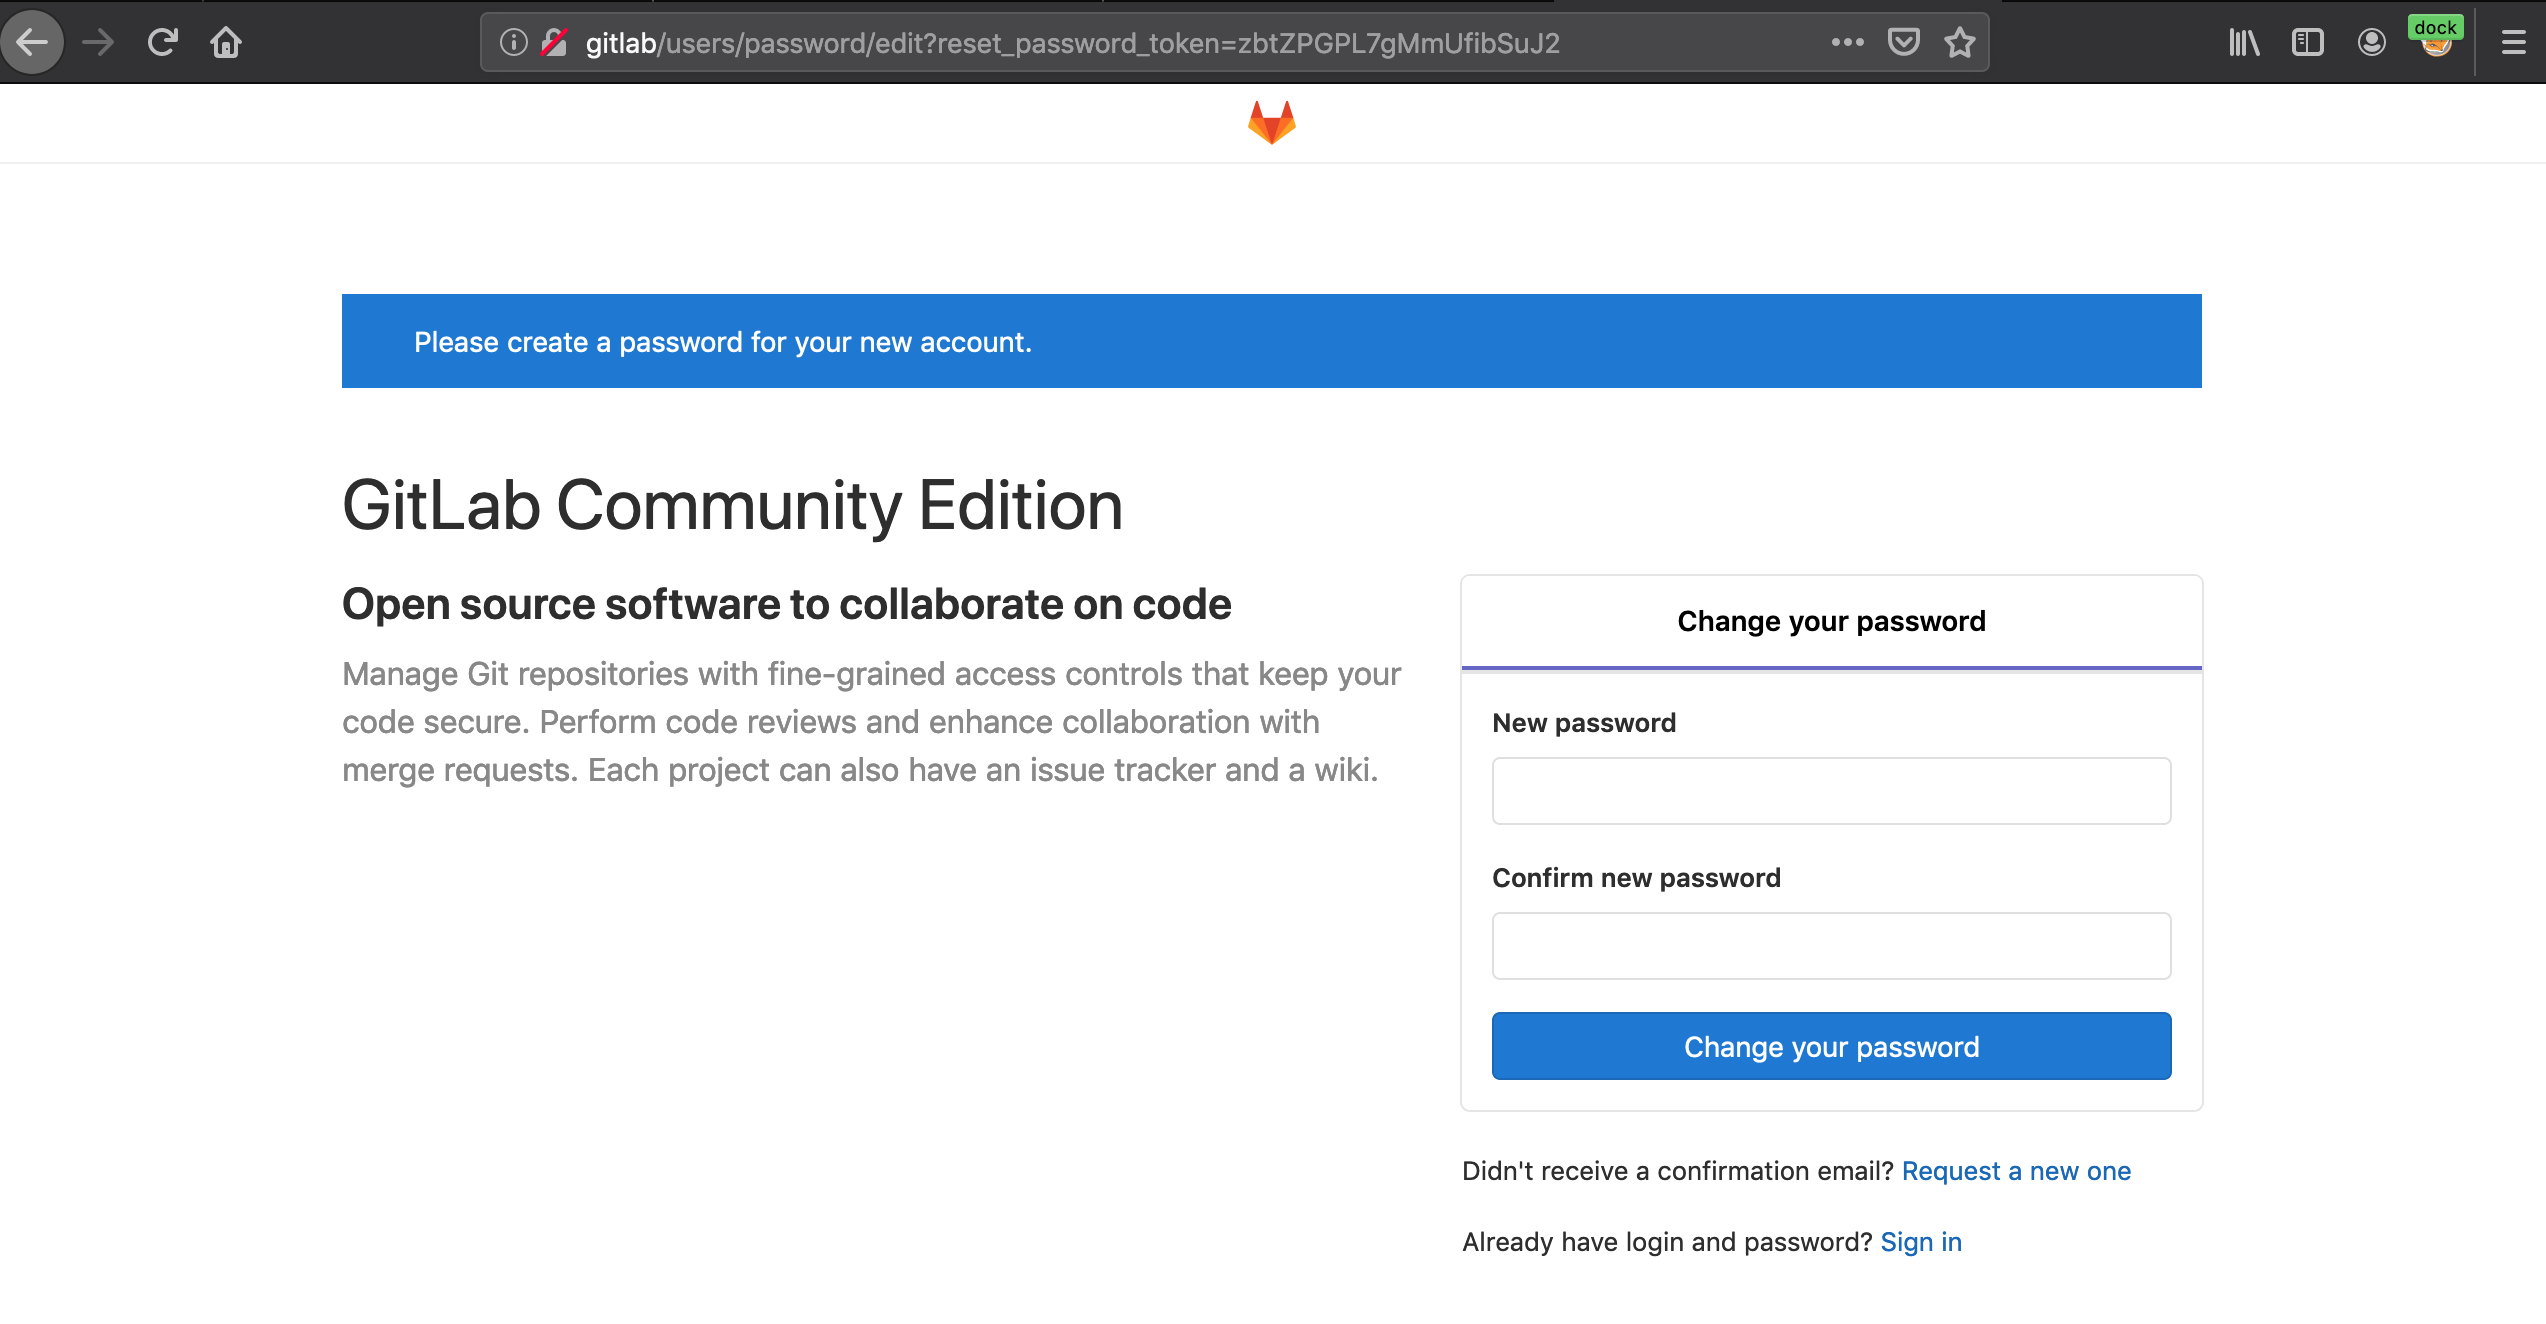 gitlab/users/password/edit?reset_password_token=zbtZPGPL7gMmUfibSuJ2
dock
Please create a password for your new account.
GitLab Community Edition
Open source software to collaborate on code
Manage Git repositories with fine-grained access controls that keep your
code secure. Perform code reviews and enhance collaboration with
merge requests. Each project can also have an issue tracker and a wiki.
Change your password
New password
Confirm new password
Change your password
Didn't receive a confirmation email? Request a new one
Already have login and password? Sign in